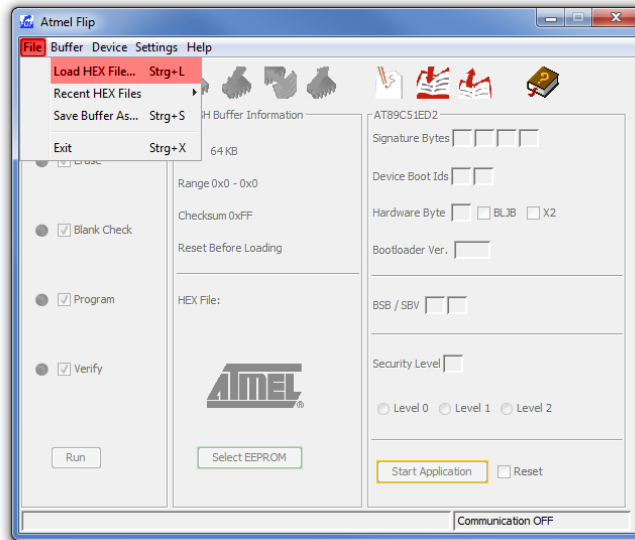 Atmel Flip
File Buffer Device Settings Help
Load HEX File... Strg+L
Recent HEX Files
Save Buffer As... Strg+S
Exit Strg+X
Buffer Information
64 KB
Range 0x0 - 0x0
Checksum 0xFF
Reset Before Loading
HEX File:
ATMEL
®
Select EEPROM
Erase
Blank Check
Program
Verify
Run
AT89C51ED2
Signature Bytes
Device Boot Ids
Hardware Byte BLJB X2
Bootloader Ver.
BSB / SBV
Security Level
Level 0 Level 1 Level 2
Start Application Reset
Communication OFF